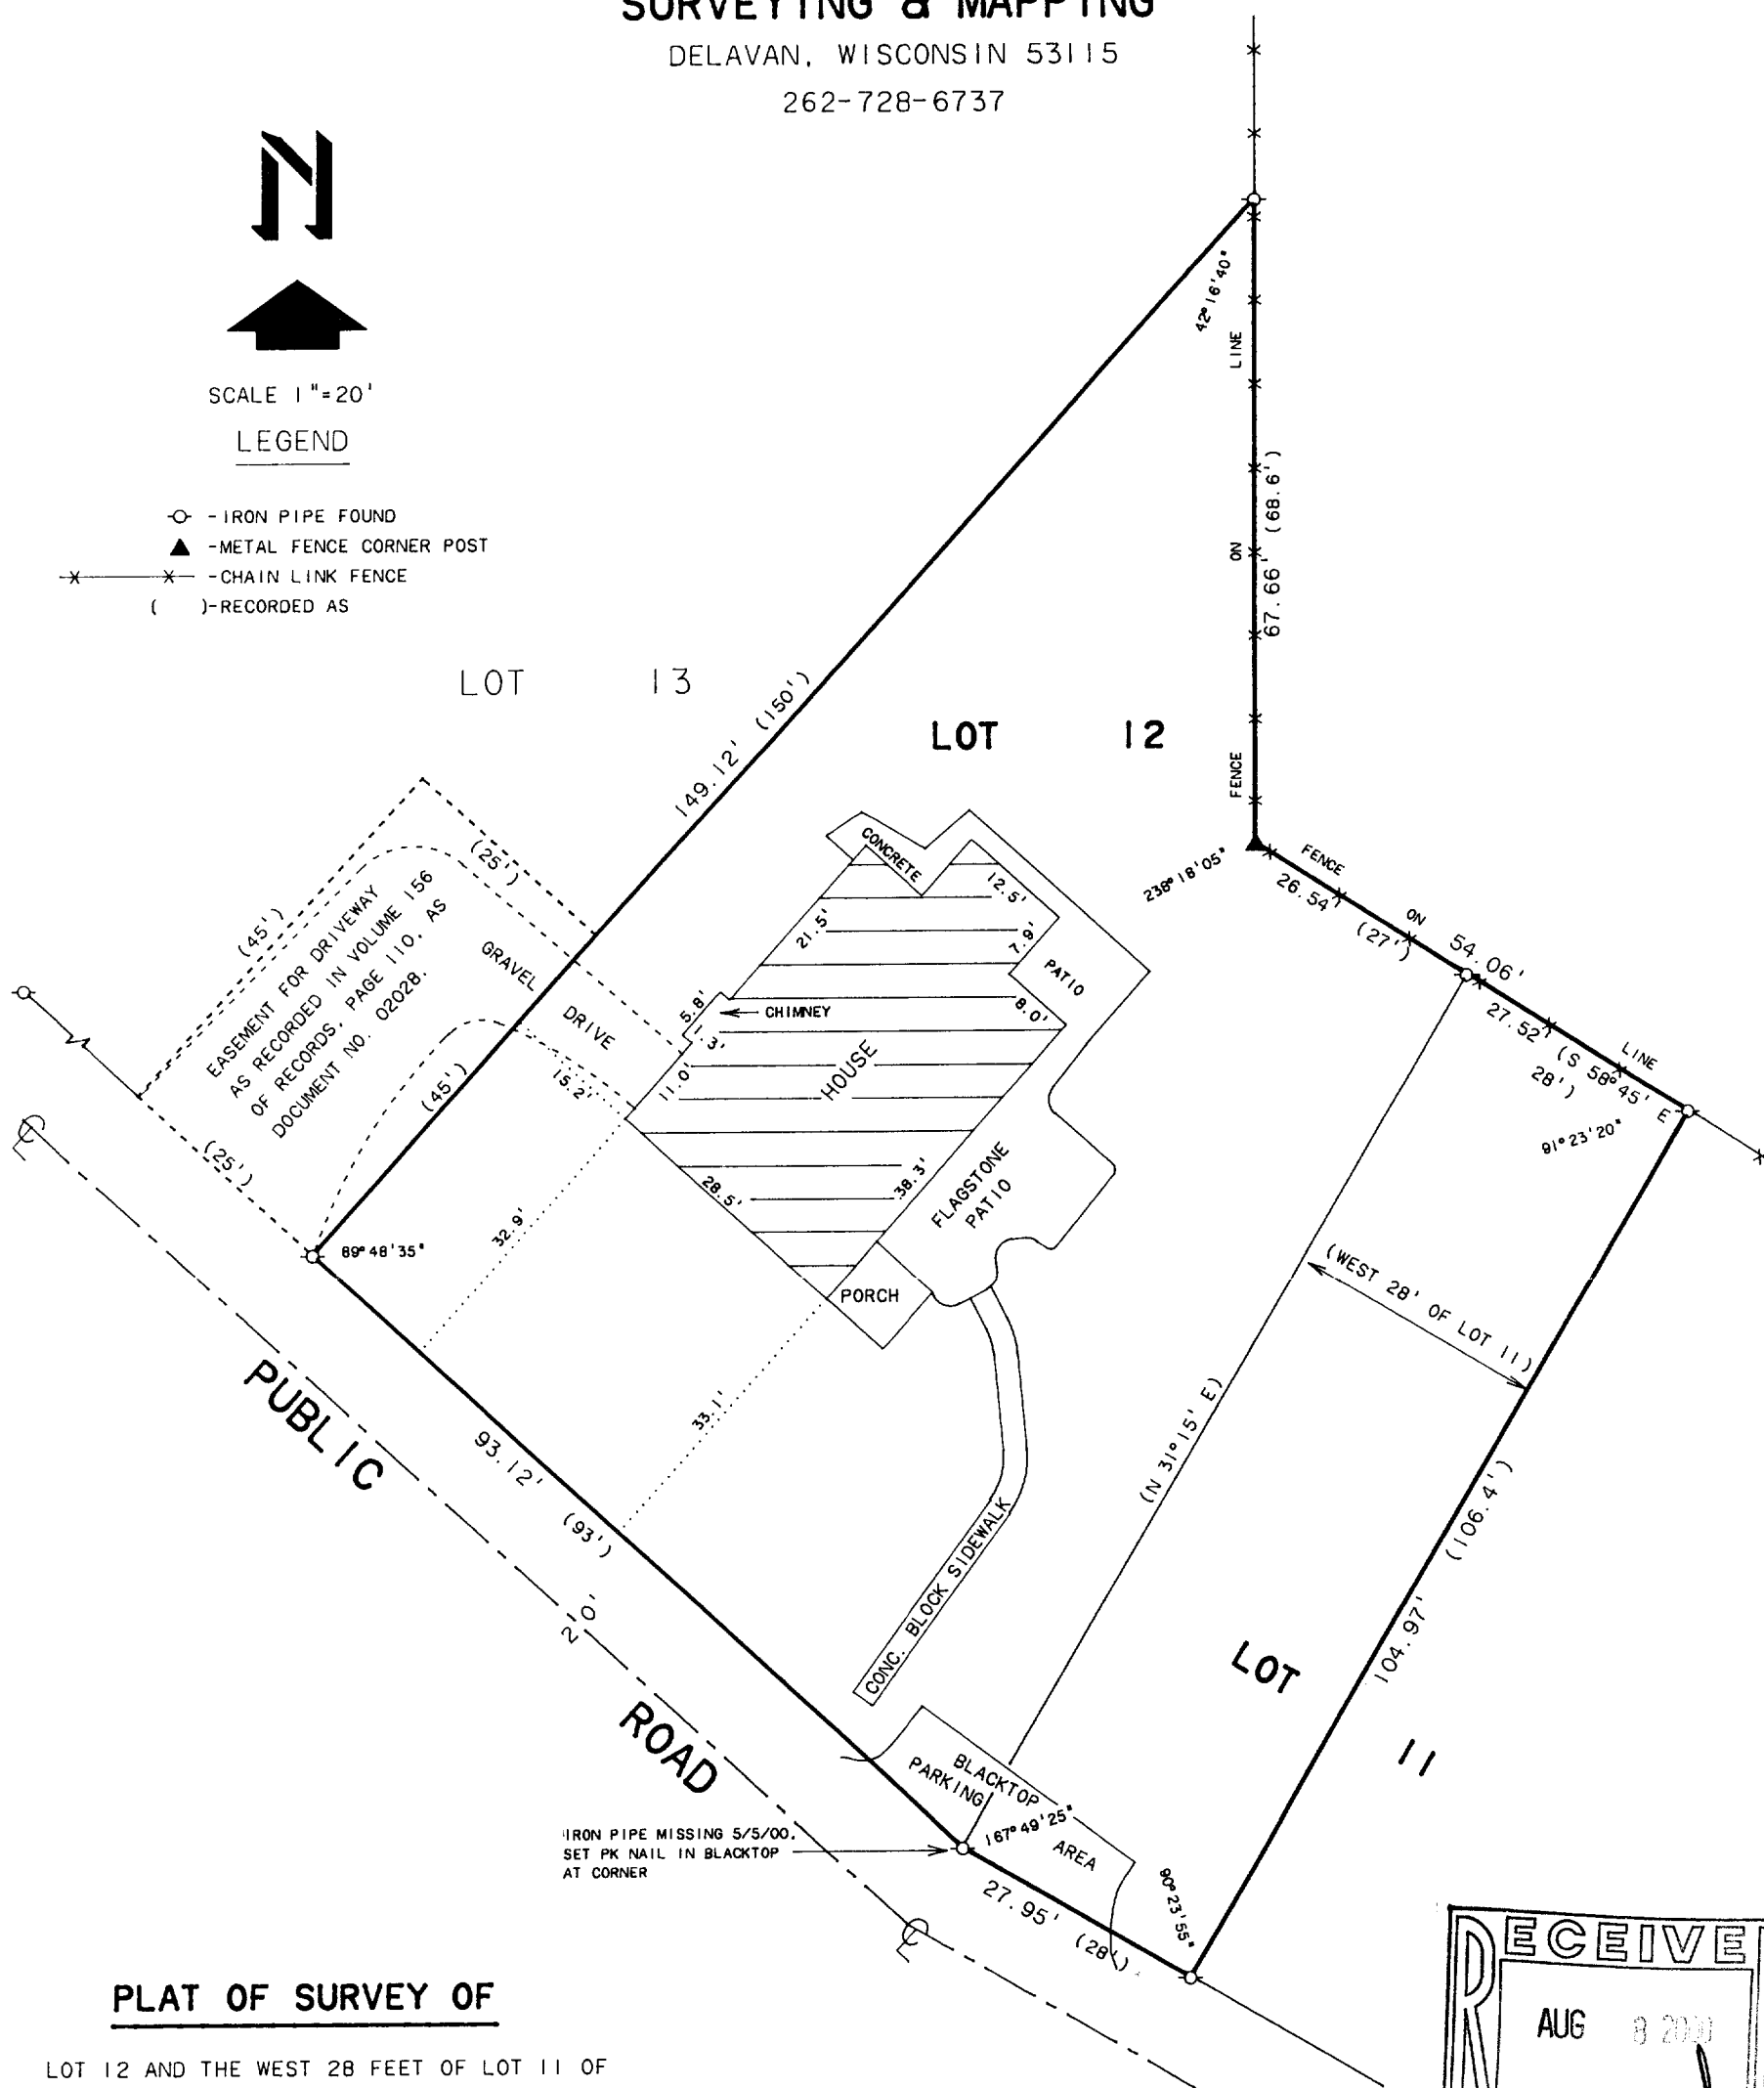 SURVEYING & MAPPING
DELAVAN, WISCONSIN 53115
262-728-6737
N
SCALE 1"=20'
LEGEND
-IRON PIPE FOUND
-METAL FENCE CORNER POST
-CHAIN LINK FENCE
( )-RECORDED AS
42°16'40"
LINE
ON
FENCE
67.66' (68.6')
LOT 13
149.12' (150')
LOT 12
238°18'05"
FENCE
ON
LINE
26.54'
(27')
54.06'
27.52'
28')
(S 58°45' E
91°23'20"
(25')
(45')
EASEMENT FOR DRIVEWAY
AS RECORDED IN VOLUME 156
OF RECORDS, PAGE 110, AS
DOCUMENT NO. 02028.
(45')
(25')
GRAVEL
DRIVE
CONCRETE
12.5'
21.5'
7.9'
PATIO
8.0'
5.8'
1.3'
CHIMNEY
11.0'
15.2'
HOUSE
28.5'
38.3'
FLAGSTONE
PATIO
PORCH
32.9'
33.1'
89°48'35"
93.12'
(93')
PUBLIC
20'
ROAD
CONC. BLOCK SIDEWALK
(N 31°15' E)
(WEST 28' OF LOT 11)
(106.4')
104.97'
LOT 11
BLACKTOP
PARKING
AREA
167°49'25"
90°23'55"
IRON PIPE MISSING 5/5/00.
SET PK NAIL IN BLACKTOP
AT CORNER
27.95'
(28')
PLAT OF SURVEY OF
LOT 12 AND THE WEST 28 FEET OF LOT 11 OF
RECEIVE
AUG 8 2000